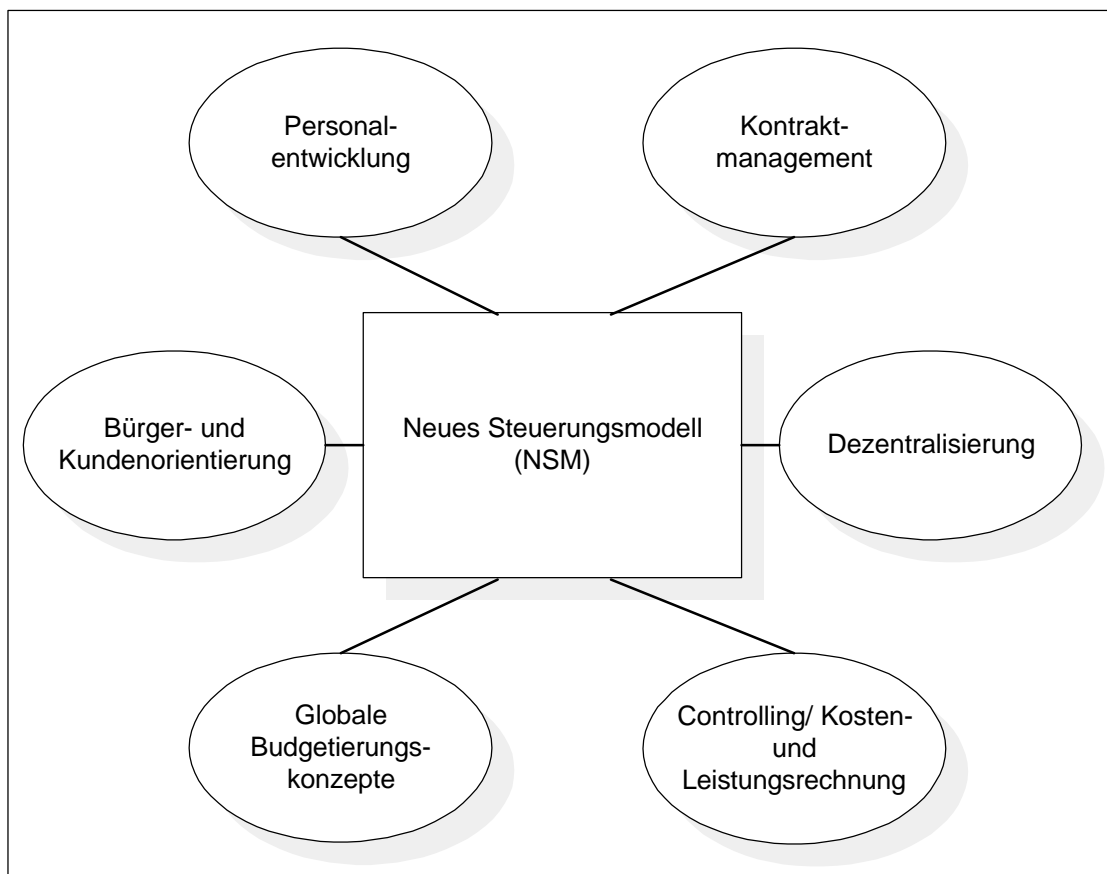 Personal-
entwicklung
Kontrakt-
management
Bürger- und
Kundenorientierung
Neues Steuerungsmodell
(NSM)
Dezentralisierung
Globale
Budgetierungs-
konzepte
Controlling/ Kosten-
und
Leistungsrechnung